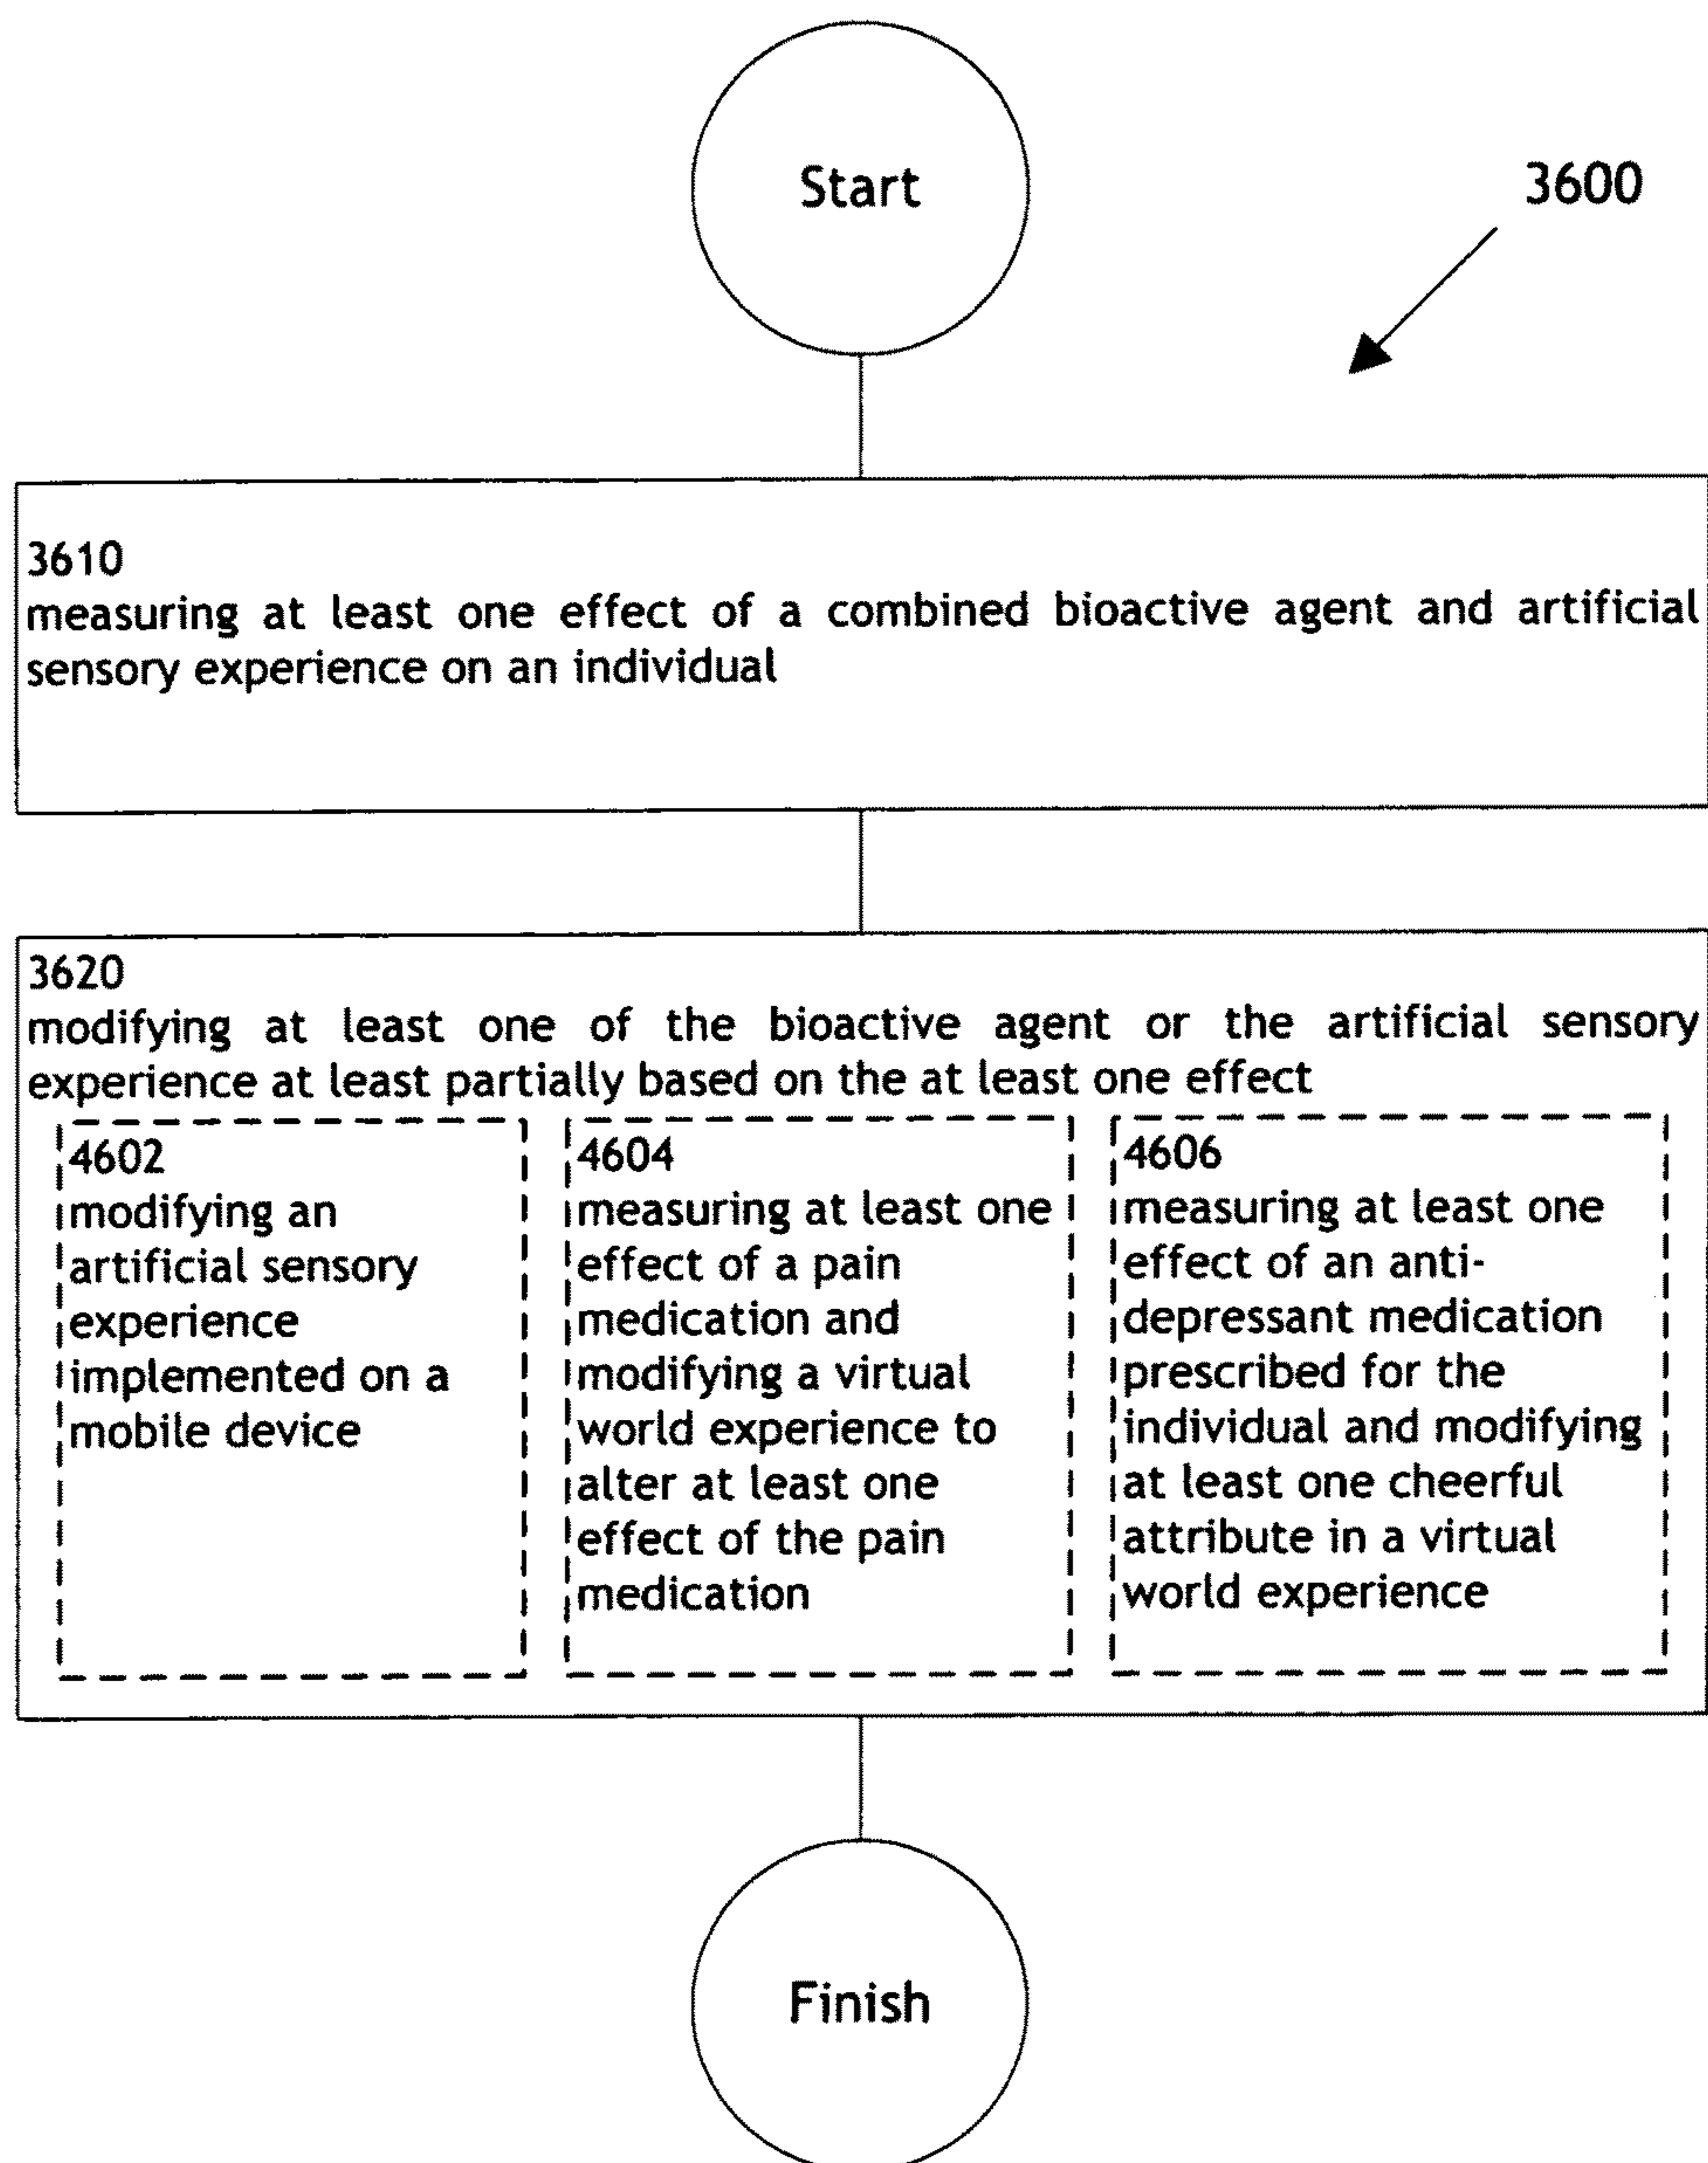 Start
3600
3610
measuring at least one effect of a combined bioactive agent and artificial
sensory experience on an individual
3620
modifying at least one of the bioactive agent or the artificial sensory
experience at least partially based on the at least one effect
4602
modifying an
artificial sensory
experience
implemented on a
mobile device
4604
measuring at least one
effect of a pain
medication and
modifying a virtual
world experience to
alter at least one
effect of the pain
medication
4606
measuring at least one
effect of an anti-
depressant medication
prescribed for the
individual and modifying
at least one cheerful
attribute in a virtual
world experience
Finish